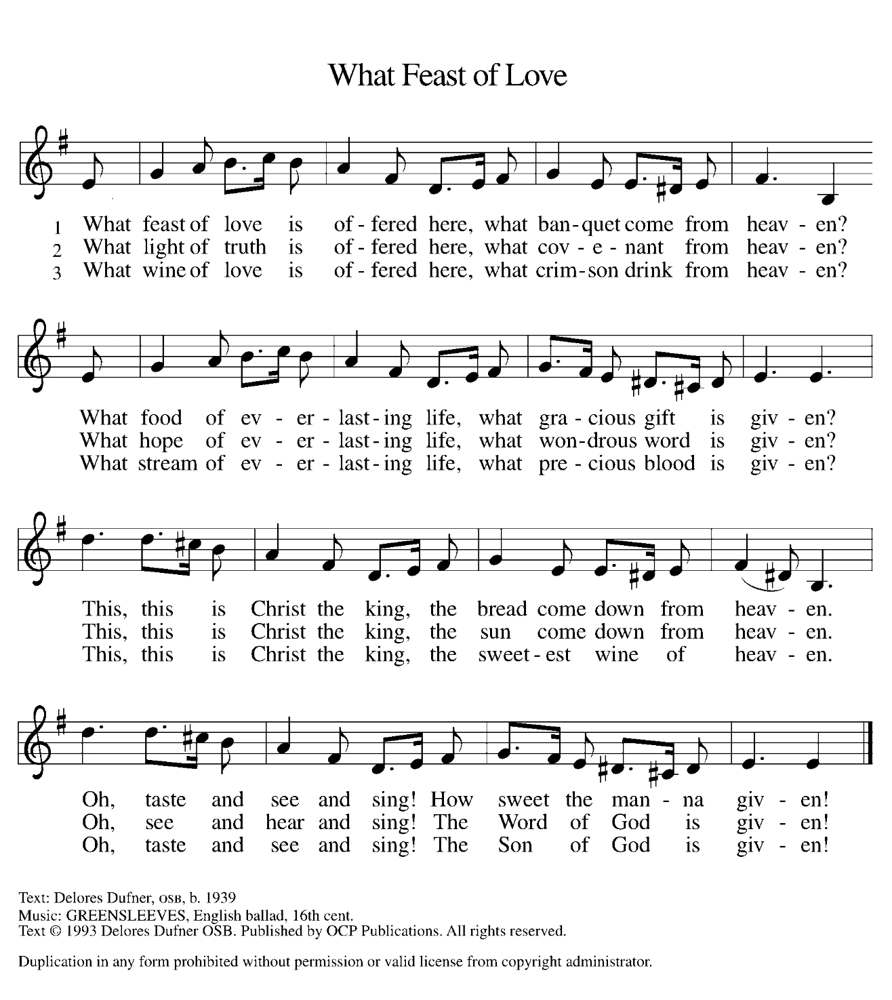 What Feast of Love
1 What feast of love is of - fered here, what ban - quet come from heav - en?
2 What light of truth is of - fered here, what cov - e - nant from heav - en?
3 What wine of love is of - fered here, what crim - son drink from heav - en?
What food of ev - er - last - ing life, what gra - cious gift is giv - en?
What hope of ev - er - last - ing life, what won - drous word is giv - en?
What stream of ev - er - last - ing life, what pre - cious blood is giv - en?
This, this is Christ the king, the bread come down from heav - en.
This, this is Christ the king, the sun come down from heav - en.
This, this is Christ the king, the sweet - est wine of heav - en.
Oh, taste and see and sing! How sweet the man - na giv - en!
Oh, see and hear and sing! The Word of God is giv - en!
Oh, taste and see and sing! The Son of God is giv - en!
Text: Delores Dufner, OSB, b. 1939
Music: GREENSLEEVES, English ballad, 16th cent.
Text © 1993 Delores Dufner OSB. Published by OCP Publications. All rights reserved.
Duplication in any form prohibited without permission or valid license from copyright administrator.